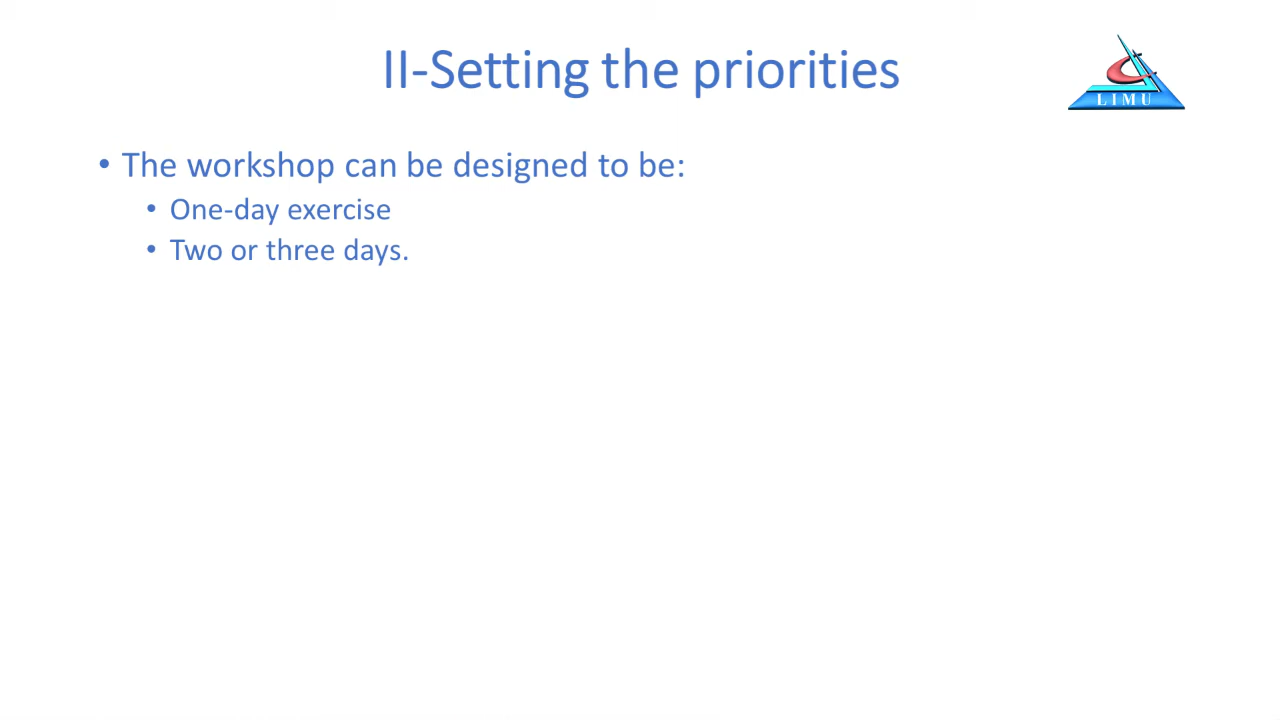 II-Setting the priorities
LIMU
• The workshop can be designed to be:
• One-day exercise
• Two or three days.